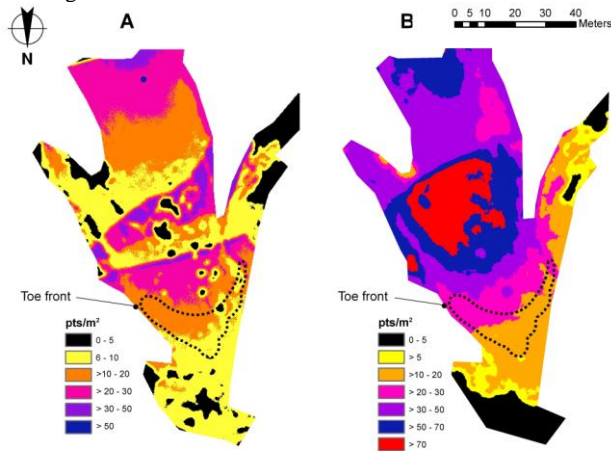 A
B
0 5 10 20 30 40
Meters
N
Toe front
Toe front
pts/m²
0 - 5
6 - 10
>10 - 20
> 20 - 30
> 30 - 50
> 50
pts/m²
0 - 5
> 5
>10 - 20
> 20 - 30
> 30 - 50
> 50 - 70
> 70